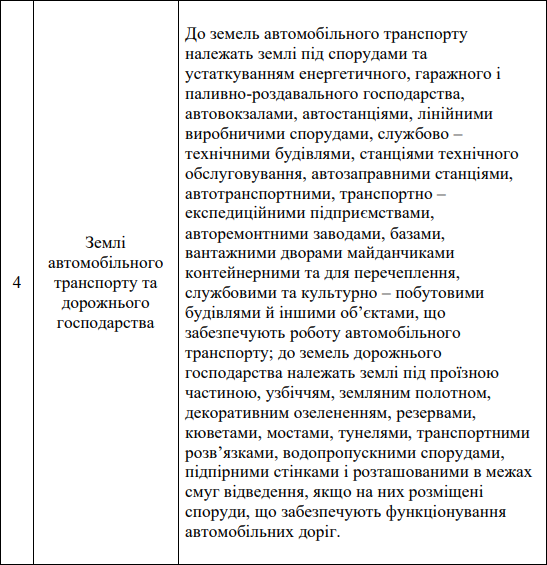 4
Землі
автомобільного
транспорту та
дорожнього
господарства
До земель автомобільного транспорту
належать землі під спорудами та
устаткуванням енергетичного, гаражного і
паливно-роздавального господарства,
автовокзалами, автостанціями, лінійними
виробничими спорудами, службово –
технічними будівлями, станціями технічного
обслуговування, автозаправними станціями,
автотранспортними, транспортно –
експедиційними підприємствами,
авторемонтними заводами, базами,
вантажними дворами майданчиками
контейнерними та для перечеплення,
службовими та культурно – побутовими
будівлями й іншими об’єктами, що
забезпечують роботу автомобільного
транспорту; до земель дорожнього
господарства належать землі під проїзною
частиною, узбіччям, земляним полотном,
декоративним озелененням, резервами,
кюветами, мостами, тунелями, транспортними
розв’язками, водопропускними спорудами,
підпірними стінками і розташованими в межах
смуг відведення, якщо на них розміщені
споруди, що забезпечують функціонування
автомобільних доріг.